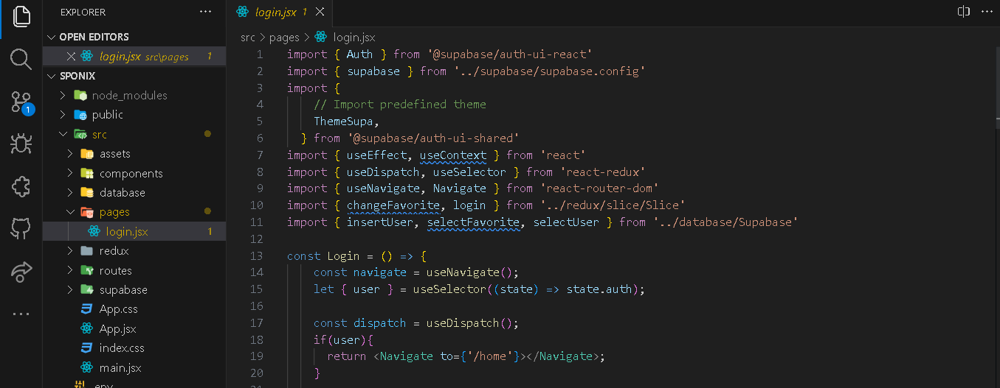 EXPLORER
OPEN EDITORS
login.jsx src\pages 1
SPONIX
node_modules
public
src
assets
components
database
pages
login.jsx 1
redux
routes
supabase
App.css
App.jsx
index.css
main.jsx
.env
1
login.jsx 1
src > pages > login.jsx
1 import { Auth } from '@supabase/auth-ui-react'
2 import { supabase } from '../supabase/supabase.config'
3 import {
4 // Import predefined theme
5 ThemeSupa,
6 } from '@supabase/auth-ui-shared'
7 import { useEffect, useContext } from 'react'
8 import { useDispatch, useSelector } from 'react-redux'
9 import { useNavigate, Navigate } from 'react-router-dom'
10 import { changeFavorite, login } from '../redux/slice/Slice'
11 import { insertUser, selectFavorite, selectUser } from '../database/Supabase'
12
13 const Login = () => {
14 const navigate = useNavigate();
15 let { user } = useSelector((state) => state.auth);
16
17 const dispatch = useDispatch();
18 if(user){
19 return <Navigate to={'/home'}></Navigate>;
20 }